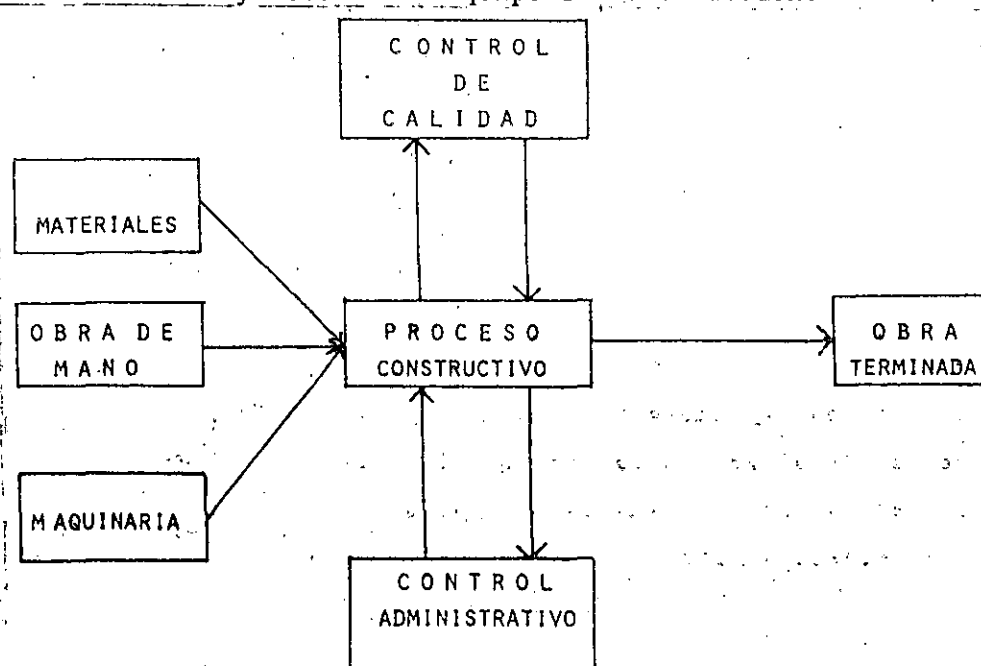 CONTROL
DE
CALIDAD
MATERIALES
OBRA DE
MANO
PROCESO
CONSTRUCTIVO
OBRA
TERMINADA
MAQUINARIA
CONTROL
ADMINISTRATIVO